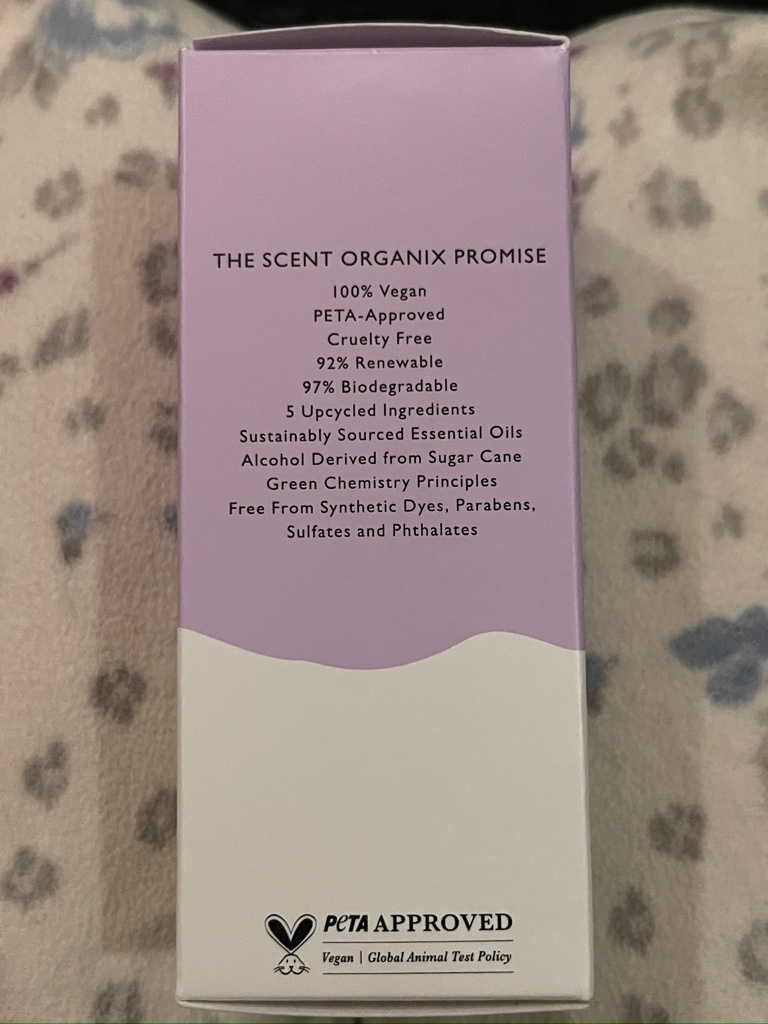 THE SCENT ORGANIX PROMISE
100% Vegan
PETA-Approved
Cruelty Free
92% Renewable
97% Biodegradable
5 Upcycled Ingredients
Sustainably Sourced Essential Oils
Alcohol Derived from Sugar Cane
Green Chemistry Principles
Free From Synthetic Dyes, Parabens,
Sulfates and Phthalates
PETA APPROVED
Vegan | Global Animal Test Policy